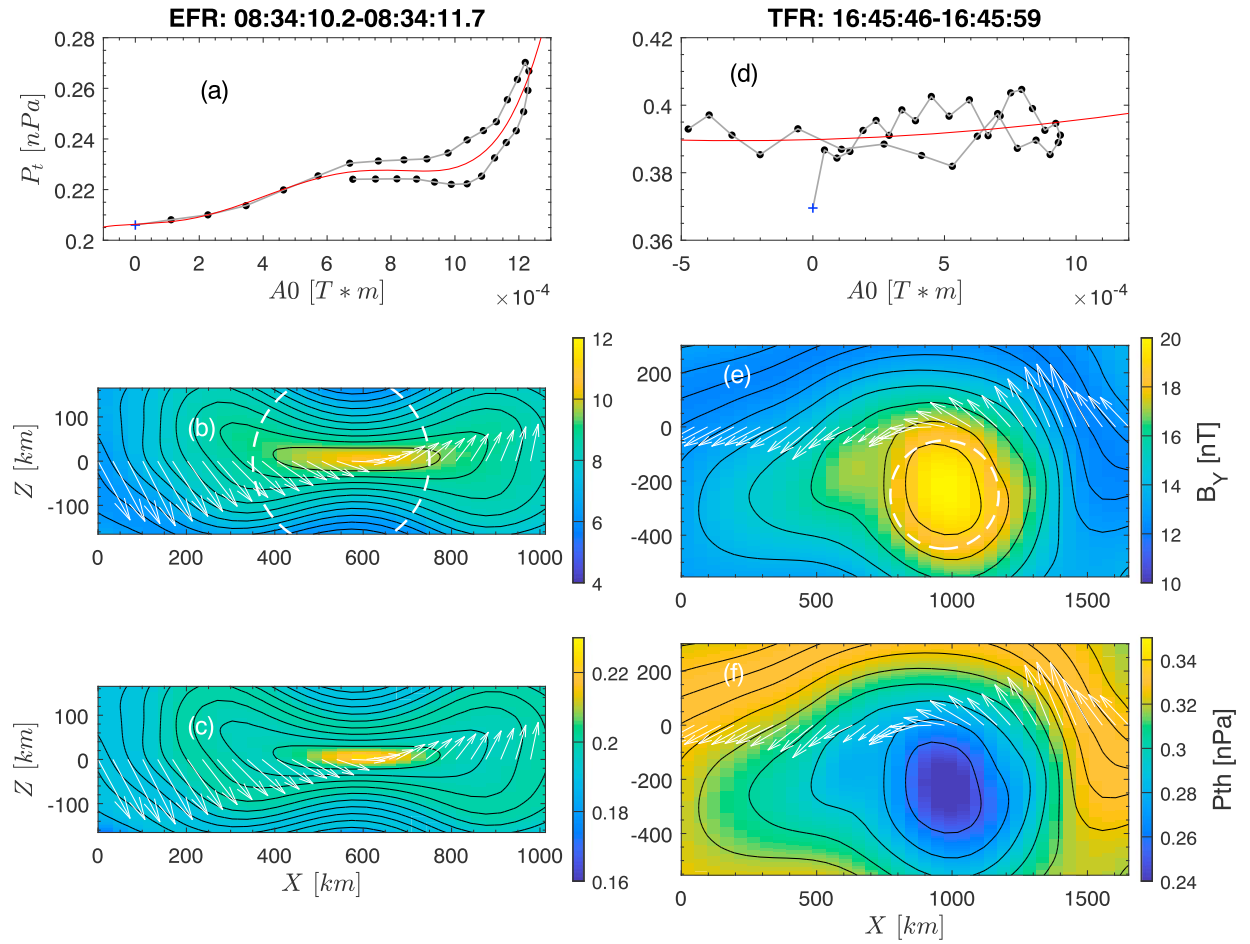 EFR: 08:34:10.2-08:34:11.7
TFR: 16:45:46-16:45:59
0.28
0.26
0.24
0.22
0.2
P_t [nPa]
(a)
0 2 4 6 8 10 12
A0 [T * m]
×10^-4
0.42
0.4
0.38
0.36
(d)
-5 0 5 10
A0 [T * m]
×10^-4
100
0
-100
Z [km]
(b)
0 200 400 600 800 1000
12
10
8
6
4
200
0
-200
-400
(e)
0 500 1000 1500
20
18
16
14
12
10
B_Y [nT]
100
0
-100
Z [km]
(c)
0 200 400 600 800 1000
X [km]
0.22
0.2
0.18
0.16
200
0
-200
-400
(f)
0 500 1000 1500
X [km]
0.34
0.32
0.3
0.28
0.26
0.24
Pth [nPa]